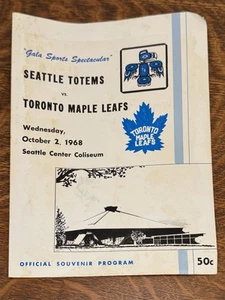 "Gala Sports Spectacular"
SEATTLE TOTEMS
vs.
TORONTO MAPLE LEAFS
Wednesday,
October 2, 1968
Seattle Center Coliseum
TORONTO
MAPLE
LEAFS
OFFICIAL SOUVENIR PROGRAM
50c